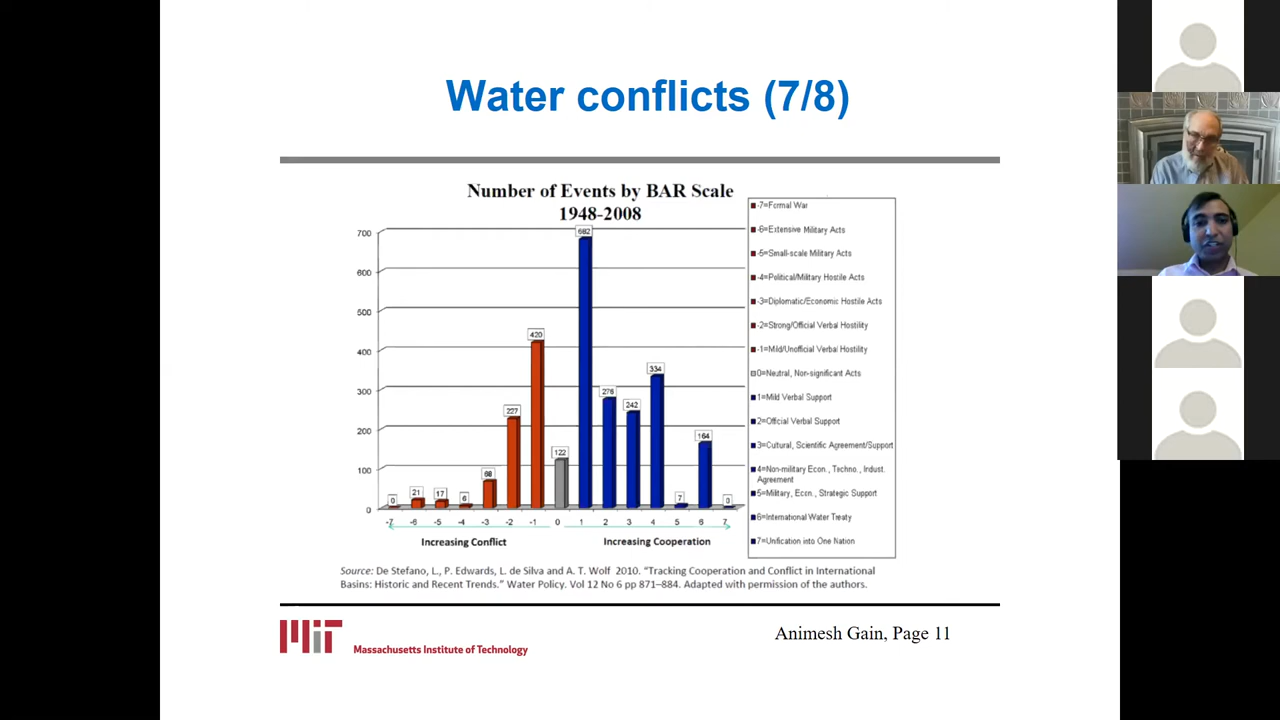 Water conflicts (7/8)
Number of Events by BAR Scale
1948-2008
700
600
500
400
300
200
100
0
0
21
17
6
68
227
420
122
682
276
242
334
7
164
0
-7 -6 -5 -4 -3 -2 -1 0 1 2 3 4 5 6 7
Increasing Conflict
Increasing Cooperation
-7=Formal War
-6=Extensive Military Acts
-5=Small-scale Military Acts
-4=Political/Military Hostile Acts
-3=Diplomatic/Economic Hostile Acts
-2=Strong/Official Verbal Hostility
-1=Mild/Unofficial Verbal Hostility
0=Neutral, Non-significant Acts
1=Mild Verbal Support
2=Official Verbal Support
3=Cultural, Scientific Agreement/Support
4=Non-military Econ., Techno., Indust.
Agreement
5=Military, Econ., Strategic Support
6=International Water Treaty
7=Unification into One Nation
Source: De Stefano, L., P. Edwards, L. de Silva and A. T. Wolf 2010. “Tracking Cooperation and Conflict in International
Basins: Historic and Recent Trends.” Water Policy. Vol 12 No 6 pp 871–884. Adapted with permission of the authors.
MIT
Massachusetts Institute of Technology
Animesh Gain, Page 11